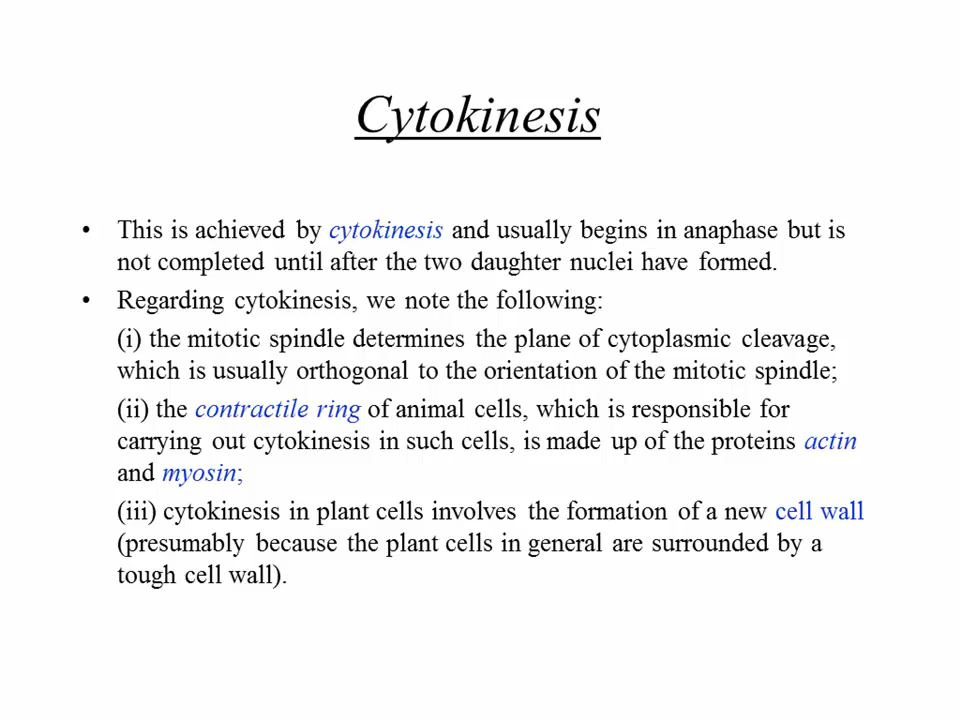 Cytokinesis
• This is achieved by cytokinesis and usually begins in anaphase but is
not completed until after the two daughter nuclei have formed.
• Regarding cytokinesis, we note the following:
(i) the mitotic spindle determines the plane of cytoplasmic cleavage,
which is usually orthogonal to the orientation of the mitotic spindle;
(ii) the contractile ring of animal cells, which is responsible for
carrying out cytokinesis in such cells, is made up of the proteins actin
and myosin;
(iii) cytokinesis in plant cells involves the formation of a new cell wall
(presumably because the plant cells in general are surrounded by a
tough cell wall).